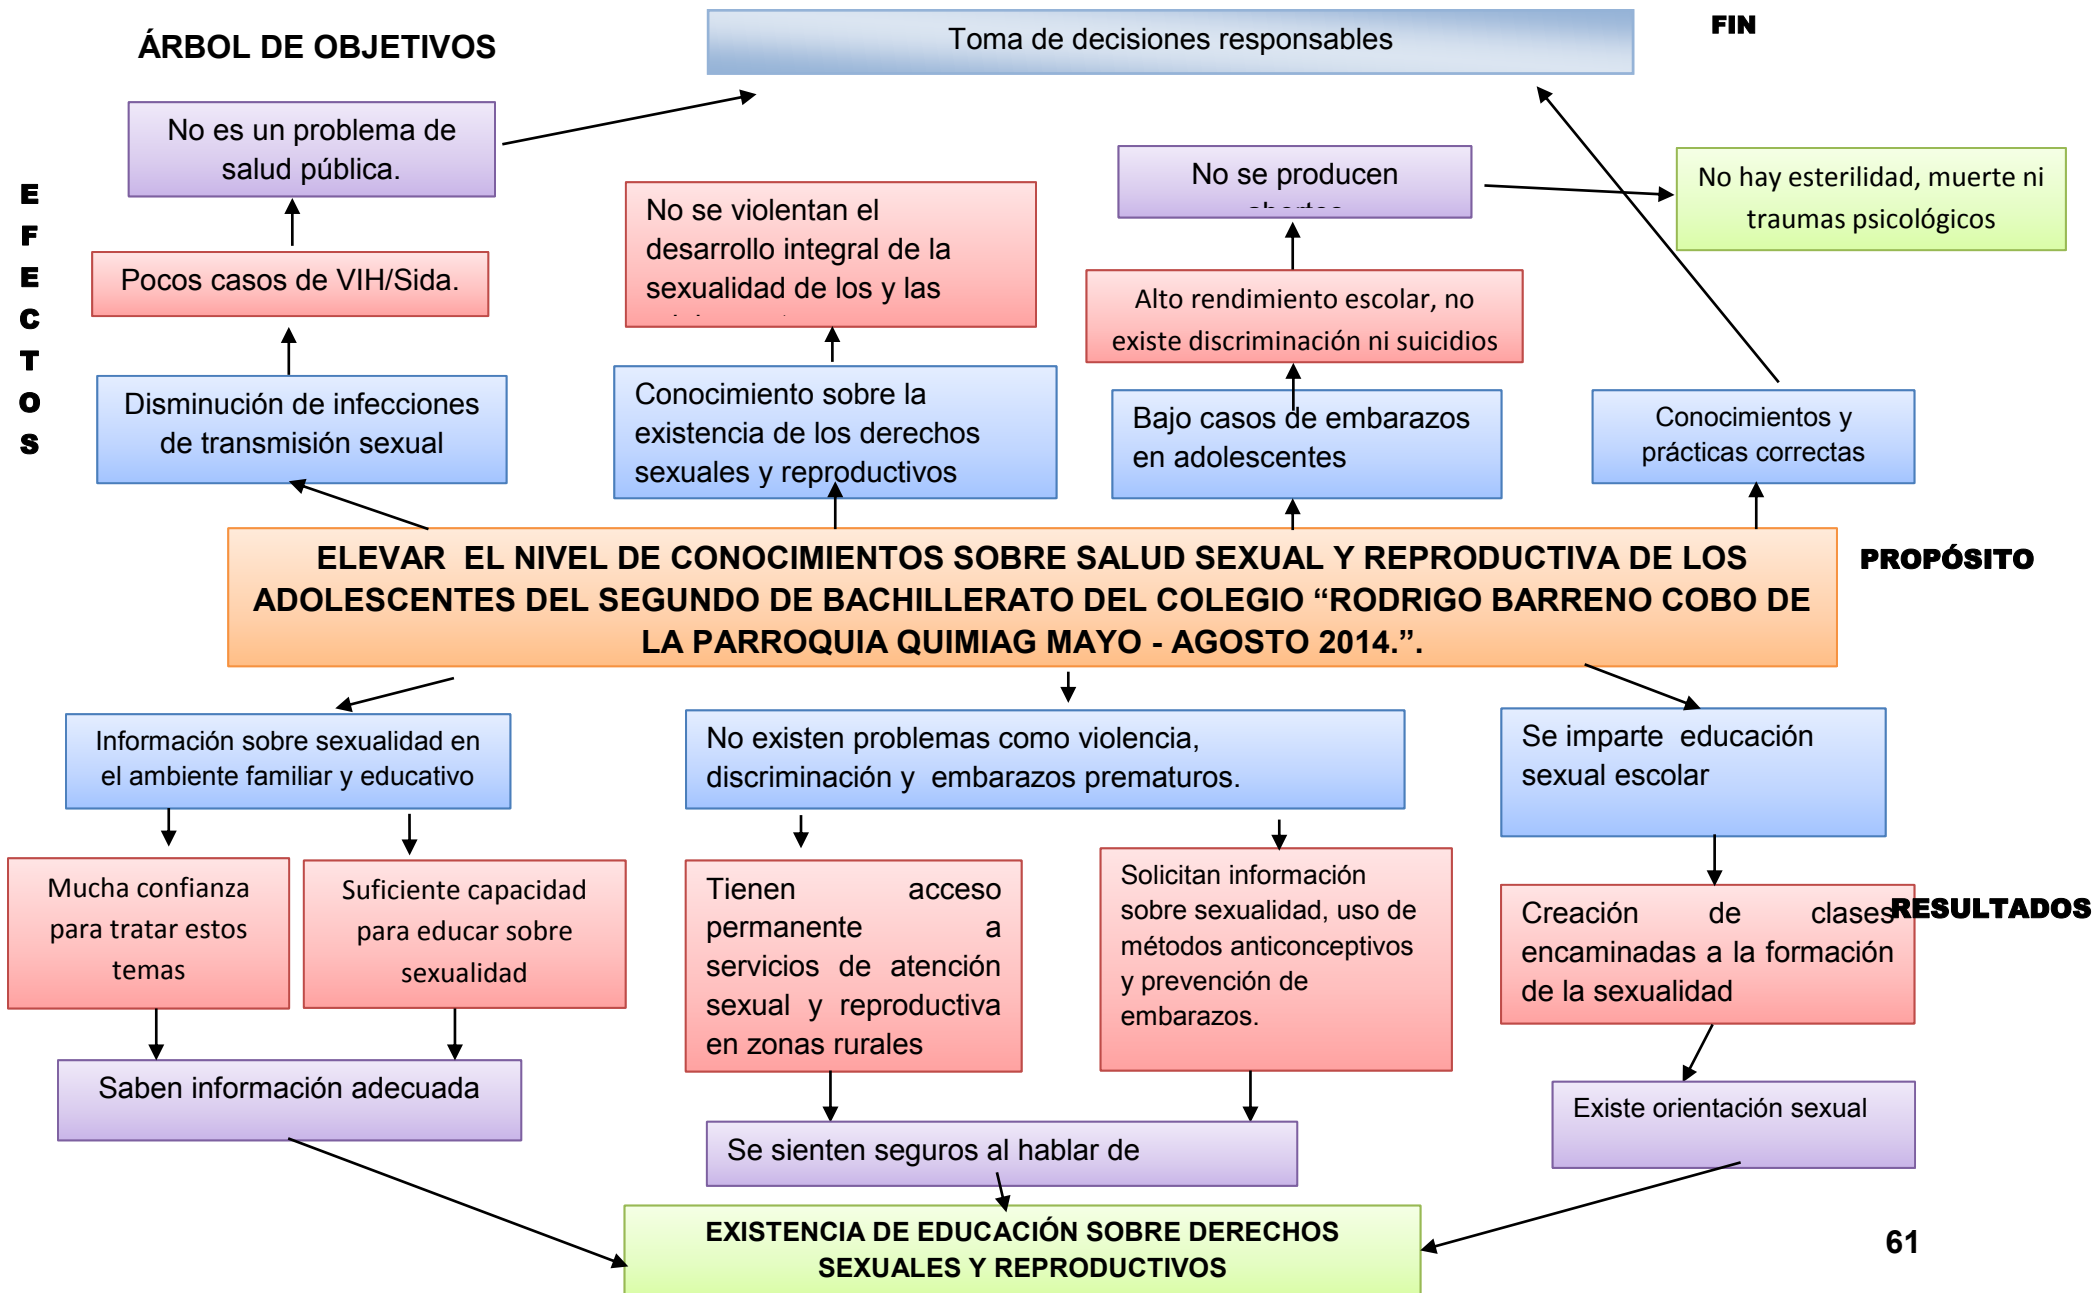 ÁRBOL DE OBJETIVOS
Toma de decisiones responsables
FIN
E
F
E
C
T
O
S
No es un problema de
salud pública.
Pocos casos de VIH/Sida.
Disminución de infecciones
de transmisión sexual
No se violentan el
desarrollo integral de la
sexualidad de los y las
Conocimiento sobre la
existencia de los derechos
sexuales y reproductivos
No se producen
Alto rendimiento escolar, no
existe discriminación ni suicidios
Bajo casos de embarazos
en adolescentes
No hay esterilidad, muerte ni
traumas psicológicos
Conocimientos y
prácticas correctas
ELEVAR EL NIVEL DE CONOCIMIENTOS SOBRE SALUD SEXUAL Y REPRODUCTIVA DE LOS
ADOLESCENTES DEL SEGUNDO DE BACHILLERATO DEL COLEGIO “RODRIGO BARRENO COBO DE
LA PARROQUIA QUIMIAG MAYO - AGOSTO 2014.”.
PROPÓSITO
Información sobre sexualidad en
el ambiente familiar y educativo
No existen problemas como violencia,
discriminación y embarazos prematuros.
Se imparte educación
sexual escolar
Mucha confianza
para tratar estos
temas
Suficiente capacidad
para educar sobre
sexualidad
Tienen acceso
permanente a
servicios de atención
sexual y reproductiva
en zonas rurales
Solicitan información
sobre sexualidad, uso de
métodos anticonceptivos
y prevención de
embarazos.
Creación de clases
encaminadas a la formación
de la sexualidad
RESULTADOS
Saben información adecuada
Se sienten seguros al hablar de
Existe orientación sexual
EXISTENCIA DE EDUCACIÓN SOBRE DERECHOS
SEXUALES Y REPRODUCTIVOS
61